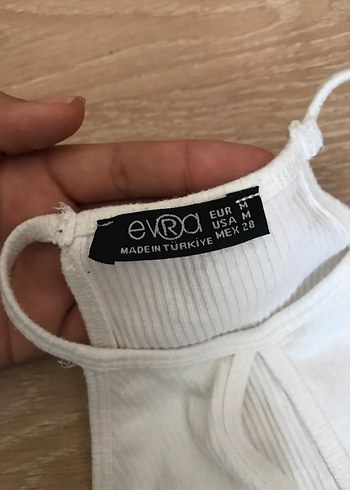 evra
MADE IN TÜRKİYE
EUR M
USA M
MEX 28